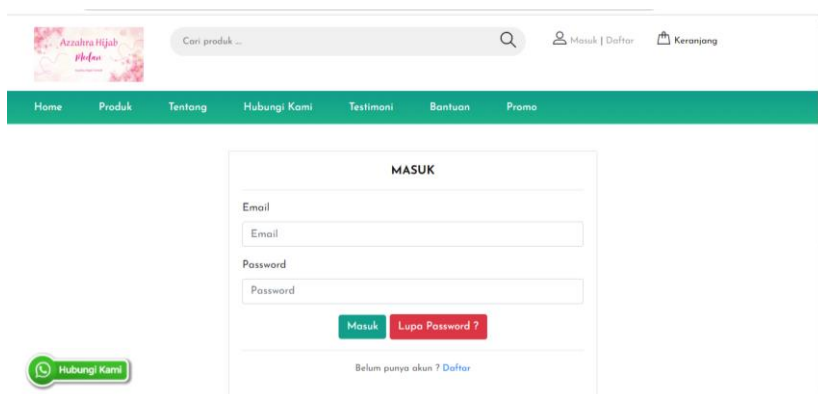 Azzahra Hijab
Medan
Cari produk ...
Masuk | Daftar
Keranjang
Home Produk Tentang Hubungi Kami Testimoni Bantuan Promo
MASUK
Email
Email
Password
Password
Masuk Lupa Password ?
Belum punya akun ? Daftar
Hubungi Kami